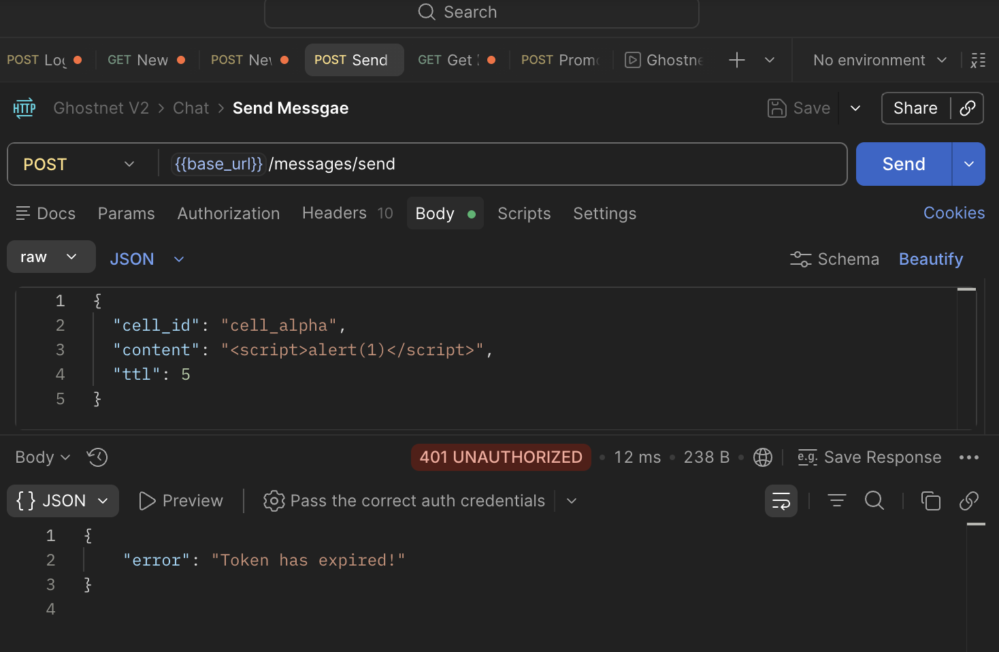 Search
POST Log GET New POST Nev POST Send GET Get POST Promo Ghostne No environment
HTTP Ghostnet V2 > Chat > Send Messgae Save Share
POST {{base_url}} /messages/send Send
Docs Params Authorization Headers 10 Body Scripts Settings Cookies
raw JSON Schema Beautify
1 {
2 "cell_id": "cell_alpha",
3 "content": "<script>alert(1)</script>",
4 "ttl": 5
5 }
Body 401 UNAUTHORIZED • 12 ms • 238 B • e.g. Save Response
{} JSON Preview Pass the correct auth credentials
1 {
2 "error": "Token has expired!"
3 }
4